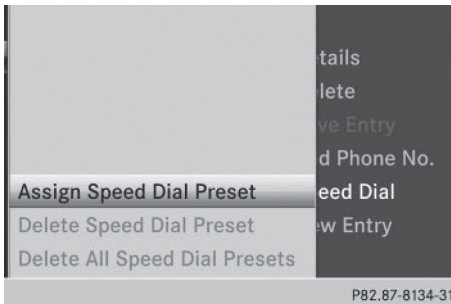 tails
lete
ve Entry
d Phone No.
Assign Speed Dial Preset
eed Dial
Delete Speed Dial Preset
ew Entry
Delete All Speed Dial Presets
P82.87-8134-31